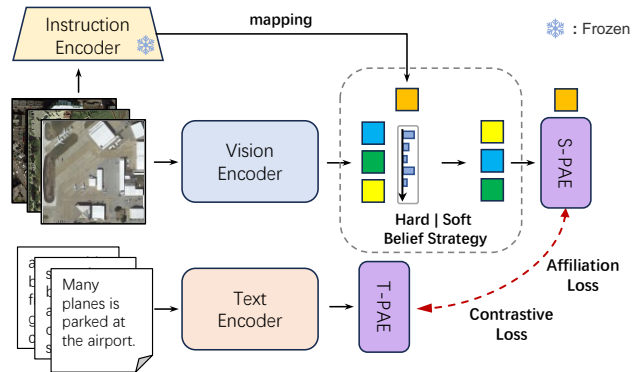 Instruction
Encoder
mapping
: Frozen
Vision
Encoder
Hard | Soft
Belief Strategy
S-PAE
a
b
f
g
c
s
b
a
d
s
Many
planes is
parked at
the airport.
Text
Encoder
T-PAE
Affiliation
Loss
Contrastive
Loss